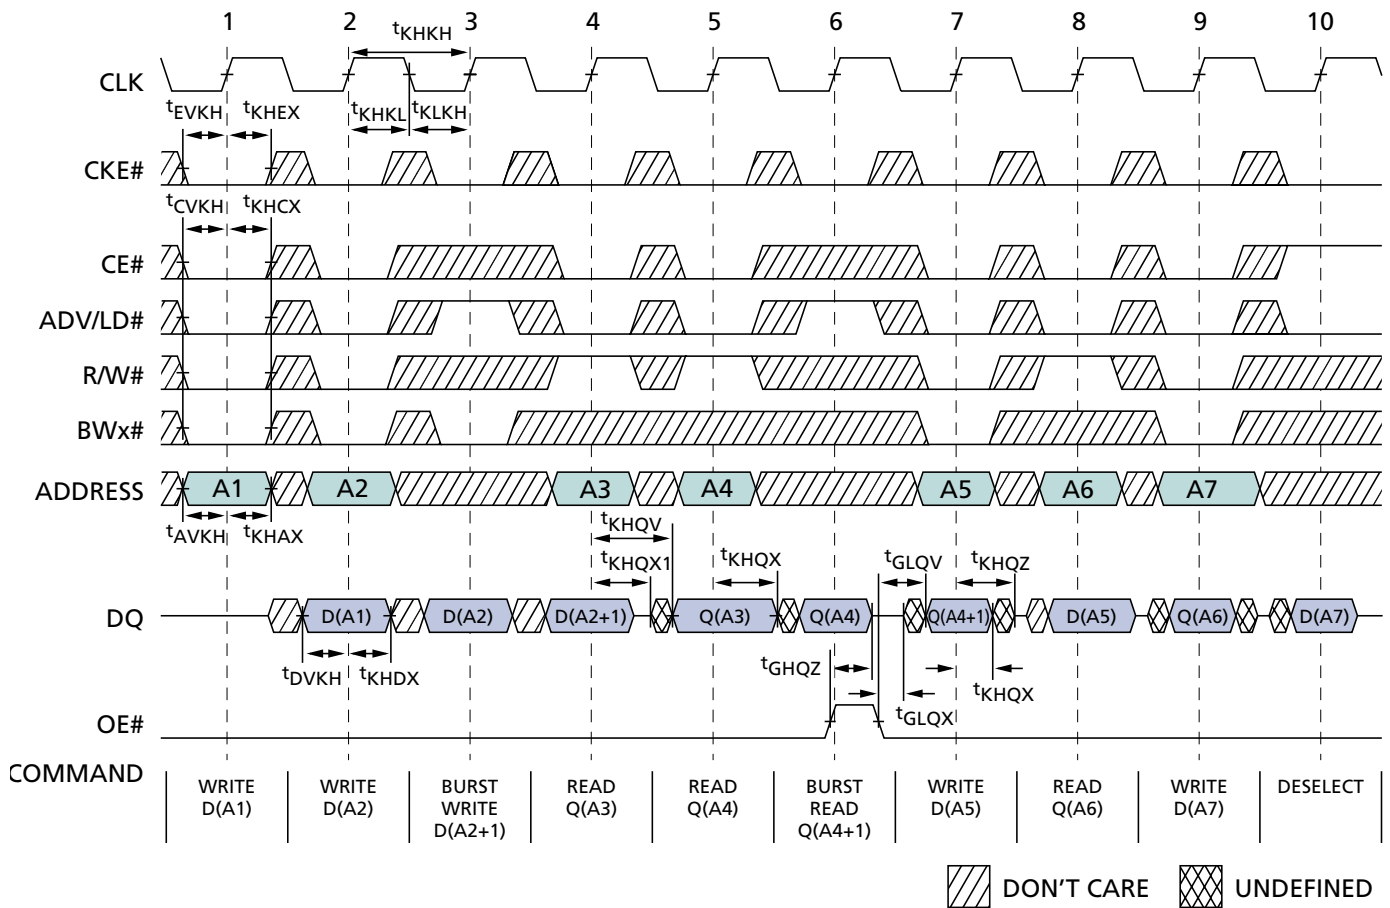 1 2 3 4 5 6 7 8 9 10
tKHKH
CLK
tEVKH tKHEX tKHKL tKLKH
CKE#
tCVKH tKHCX
CE#
ADV/LD#
R/W#
BWx#
ADDRESS A1 A2 A3 A4 A5 A6 A7
tAVKH tKHAX tKHQV
tKHQX1 tKHQX tGLQV tKHQZ
DQ D(A1) D(A2) D(A2+1) Q(A3) Q(A4) Q(A4+1) D(A5) Q(A6) D(A7)
tDVKH tKHDX tGHQZ tKHQX
tGLQX
OE#
COMMAND
WRITE WRITE BURST READ READ BURST WRITE READ WRITE DESELECT
D(A1) D(A2) WRITE Q(A3) Q(A4) READ D(A5) Q(A6) D(A7)
D(A2+1) Q(A4+1)
DON'T CARE UNDEFINED